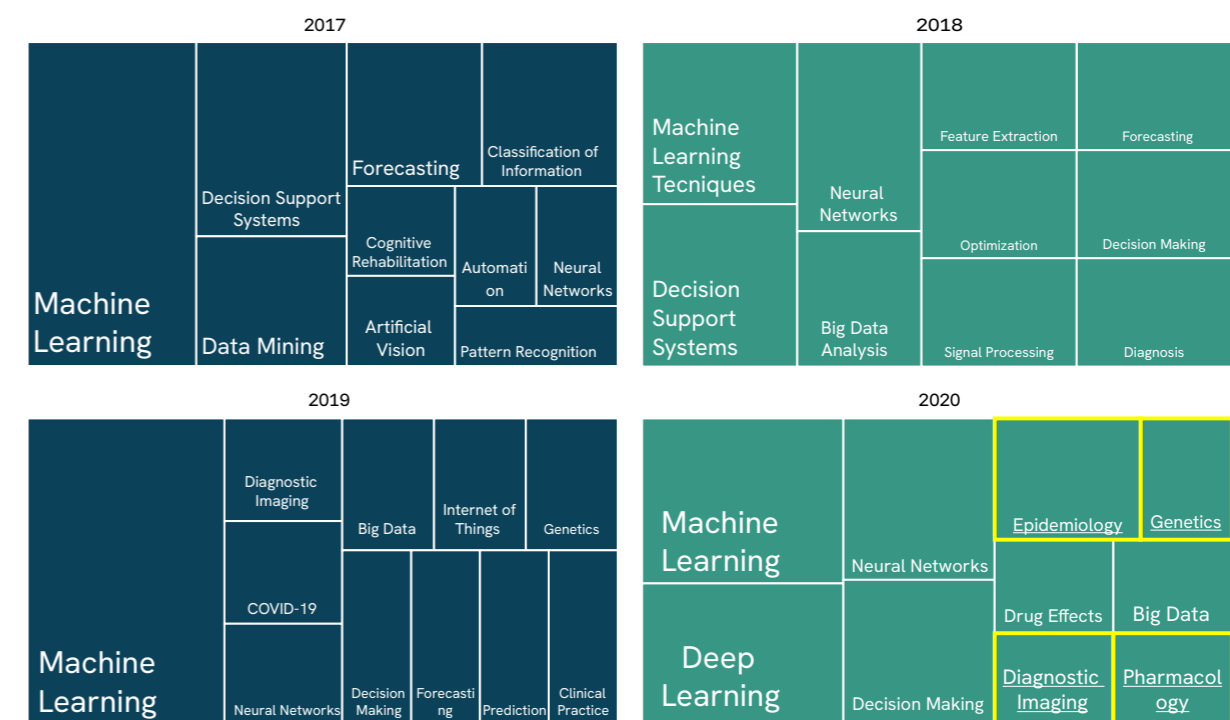 2017
Machine
Learning
Decision Support
Systems
Data Mining
Forecasting
Classification of
Information
Cognitive
Rehabilitation
Automati
on
Neural
Networks
Artificial
Vision
Pattern Recognition
2018
Machine
Learning
Tecniques
Decision
Support
Systems
Neural
Networks
Big Data
Analysis
Feature Extraction
Forecasting
Optimization
Decision Making
Signal Processing
Diagnosis
2019
Machine
Learning
Diagnostic
Imaging
COVID-19
Neural Networks
Big Data
Internet of
Things
Genetics
Decision
Making
Forecasti
ng
Prediction
Clinical
Practice
2020
Machine
Learning
Deep
Learning
Neural Networks
Decision Making
Epidemiology
Genetics
Drug Effects
Big Data
Diagnostic
Imaging
Pharmacol
ogy